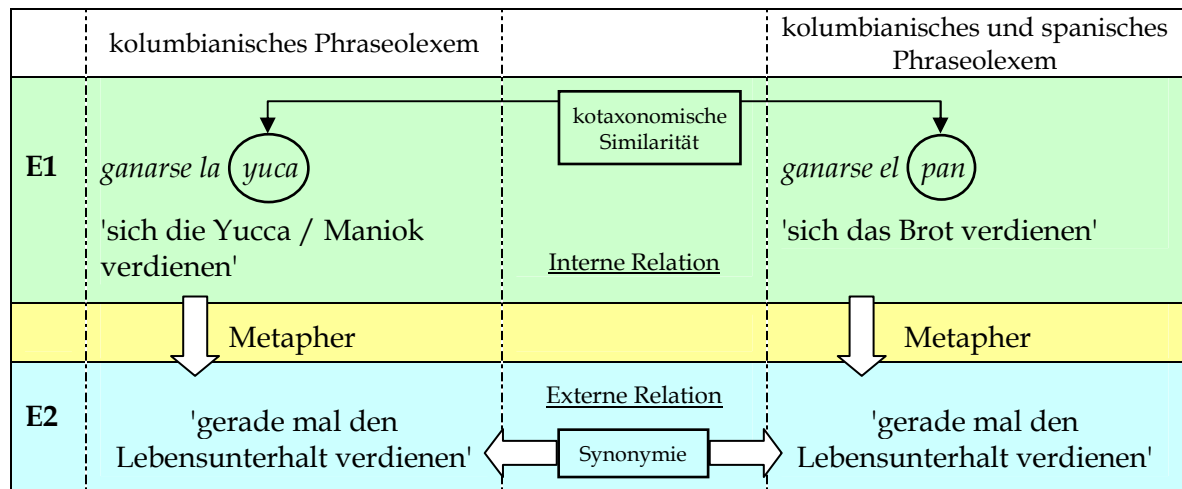 kolumbianisches Phraseolexem
kolumbianisches und spanisches
Phraseolexem
E1
kotaxonomische
Similarität
ganarse la yuca
ganarse el pan
'sich die Yucca / Maniok
verdienen'
Interne Relation
'sich das Brot verdienen'
Metapher
Metapher
E2
'gerade mal den
Lebensunterhalt verdienen'
Externe Relation
Synonymie
'gerade mal den
Lebensunterhalt verdienen'